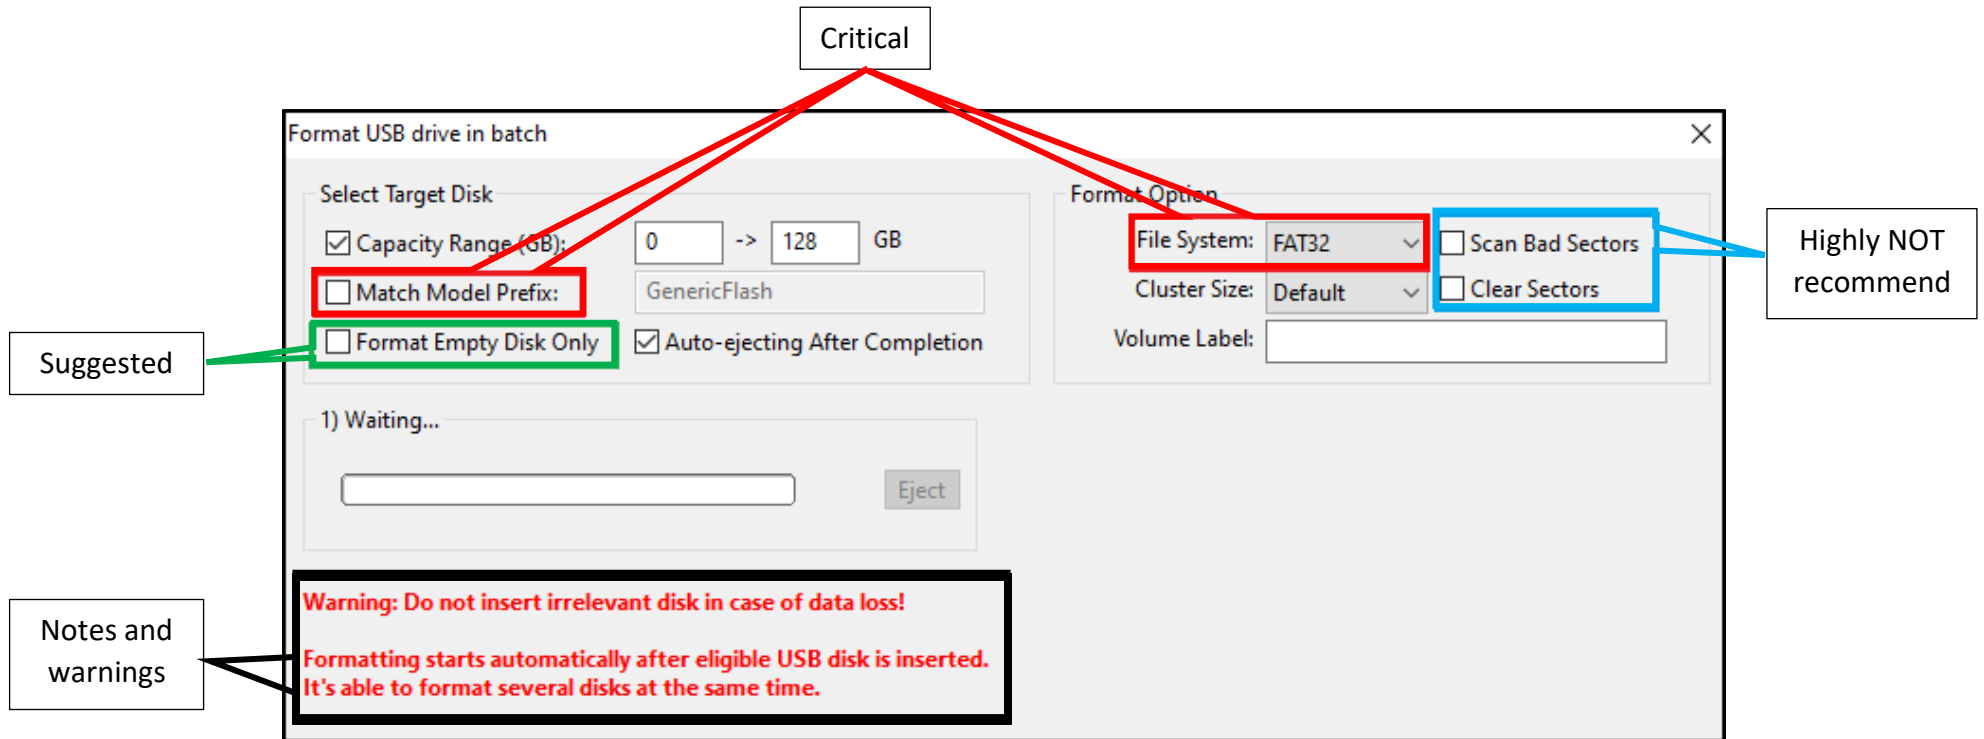 Critical
Format USB drive in batch
Select Target Disk
Capacity Range (GB): 0 -> 128 GB
Match Model Prefix: GenericFlash
Format Empty Disk Only Auto-ejecting After Completion
Format Option
File System: FAT32 Scan Bad Sectors
Cluster Size: Default Clear Sectors
Volume Label:
Highly NOT
recommend
Suggested
1) Waiting...
Eject
Notes and
warnings
Warning: Do not insert irrelevant disk in case of data loss!
Formatting starts automatically after eligible USB disk is inserted.
It's able to format several disks at the same time.